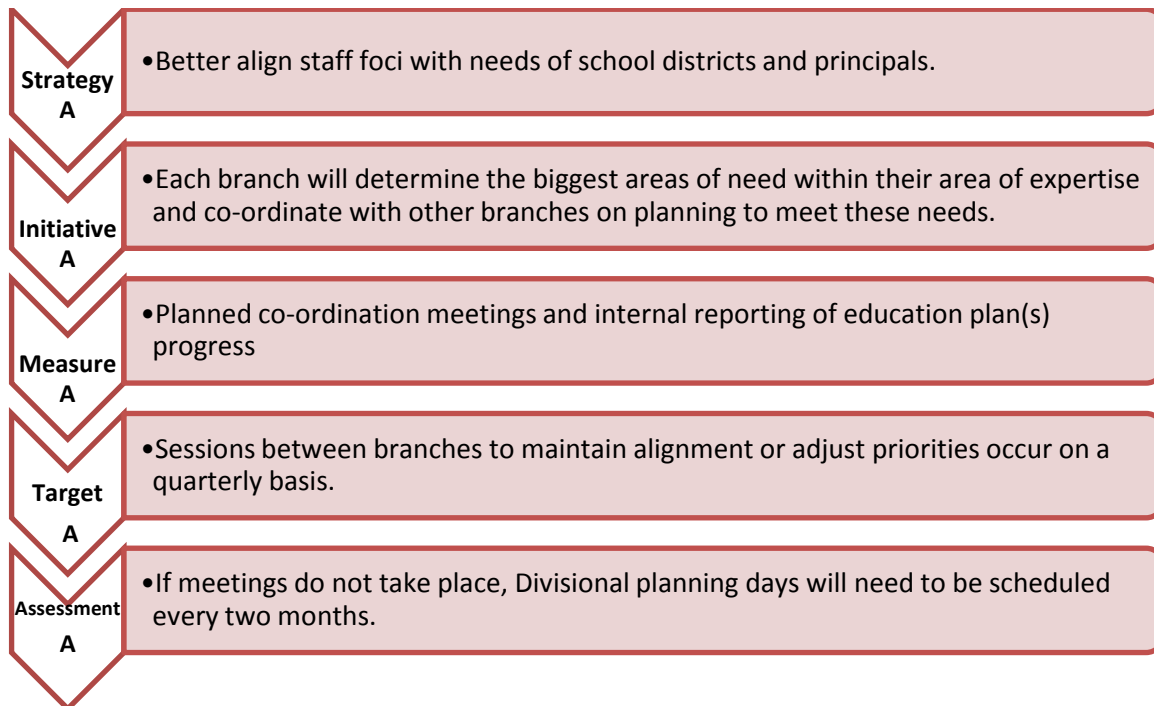 Strategy
A
•Better align staff foci with needs of school districts and principals.
Initiative
A
•Each branch will determine the biggest areas of need within their area of expertise
and co-ordinate with other branches on planning to meet these needs.
Measure
A
•Planned co-ordination meetings and internal reporting of education plan(s)
progress
Target
A
•Sessions between branches to maintain alignment or adjust priorities occur on a
quarterly basis.
Assessment
A
•If meetings do not take place, Divisional planning days will need to be scheduled
every two months.